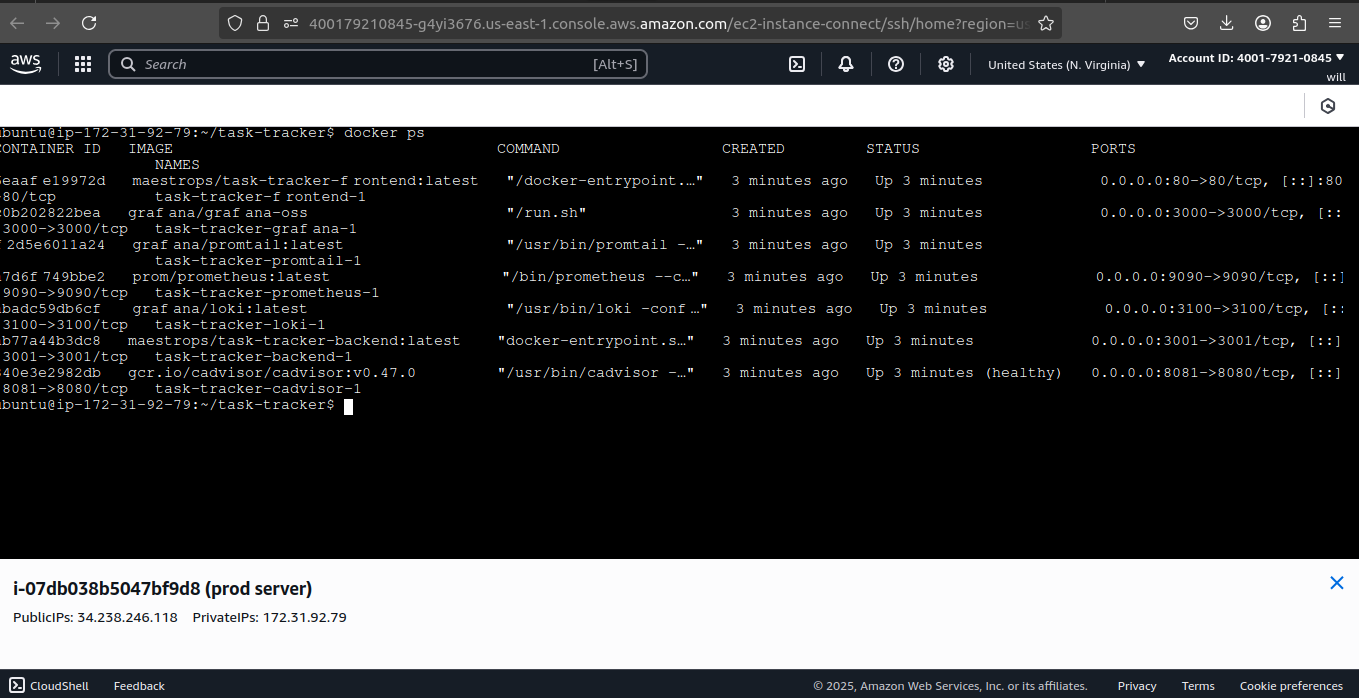 400179210845-g4yi3676.us-east-1.console.aws.amazon.com/ec2-instance-connect/ssh/home?region=us
aws
Search [Alt+S]
United States (N. Virginia) ▼
Account ID: 4001-7921-0845 ▼
will
ubuntu@ip-172-31-92-79:~/task-tracker$ docker ps
CONTAINER ID IMAGE COMMAND CREATED STATUS PORTS
NAMES
eaafe19972d maestrops/task-tracker-frontend:latest "/docker-entrypoint.…" 3 minutes ago Up 3 minutes 0.0.0.0:80->80/tcp, [::]:80
->80/tcp task-tracker-frontend-1
0b202822bea grafana/grafana-oss "/run.sh" 3 minutes ago Up 3 minutes 0.0.0.0:3000->3000/tcp, [::
3000->3000/tcp task-tracker-grafana-1
f2d5e6011a24 grafana/promtail:latest "/usr/bin/promtail -…" 3 minutes ago Up 3 minutes
task-tracker-promtail-1
7d6f749bbe2 prom/prometheus:latest "/bin/prometheus --c…" 3 minutes ago Up 3 minutes 0.0.0.0:9090->9090/tcp, [::]
9090->9090/tcp task-tracker-prometheus-1
badc59db6cf grafana/loki:latest "/usr/bin/loki -conf…" 3 minutes ago Up 3 minutes 0.0.0.0:3100->3100/tcp, [::
3100->3100/tcp task-tracker-loki-1
b77a44b3dc8 maestrops/task-tracker-backend:latest "docker-entrypoint.s…" 3 minutes ago Up 3 minutes 0.0.0.0:3001->3001/tcp, [::]
3001->3001/tcp task-tracker-backend-1
40e3e2982db gcr.io/cadvisor/cadvisor:v0.47.0 "/usr/bin/cadvisor -…" 3 minutes ago Up 3 minutes (healthy) 0.0.0.0:8081->8080/tcp, [::]
8081->8080/tcp task-tracker-cadvisor-1
ubuntu@ip-172-31-92-79:~/task-tracker$
i-07db038b5047bf9d8 (prod server)
PublicIPs: 34.238.246.118 PrivateIPs: 172.31.92.79
CloudShell Feedback © 2025, Amazon Web Services, Inc. or its affiliates. Privacy Terms Cookie preferences